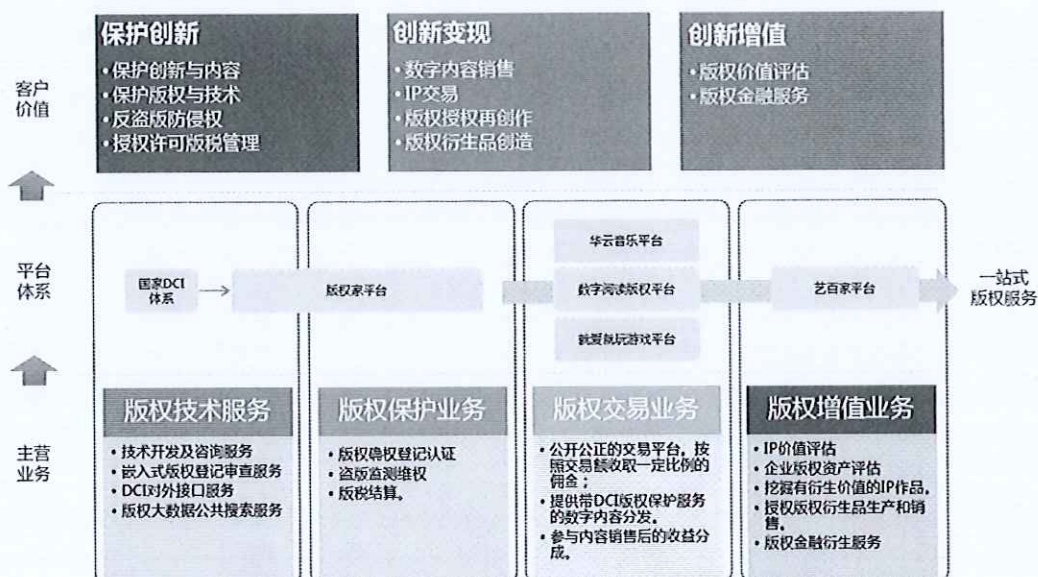 客户
价值
保护创新
•保护创新与内容
•保护版权与技术
•反盗版防侵权
•授权许可版税管理
创新变现
•数字内容销售
•IP交易
•版权授权再创作
•版权衍生品创造
创新增值
•版权价值评估
•版权金融服务
平台
体系
国家DCI
体系
版权家平台
华云音乐平台
数字阅读版权平台
就爱就玩游戏平台
艺百家平台
一站式
版权服务
主营
业务
版权技术服务
•技术开发及咨询服务
•嵌入式版权登记审查服务
•DCI对外接口服务
•版权大数据公共搜索服务
版权保护业务
•版权确权登记认证
•盗版监测维权
•版税结算。
版权交易业务
•公开公正的交易平台，按
照交易额收取一定比例的
佣金；
•提供带DCI版权保护服务
的数字内容分发。
•参与内容销售后的收益分
成。
版权增值业务
•IP价值评估
•企业版权资产评估
•挖掘有衍生价值的IP作品。
•授权版权衍生品生产和销
售。
•版权金融衍生服务